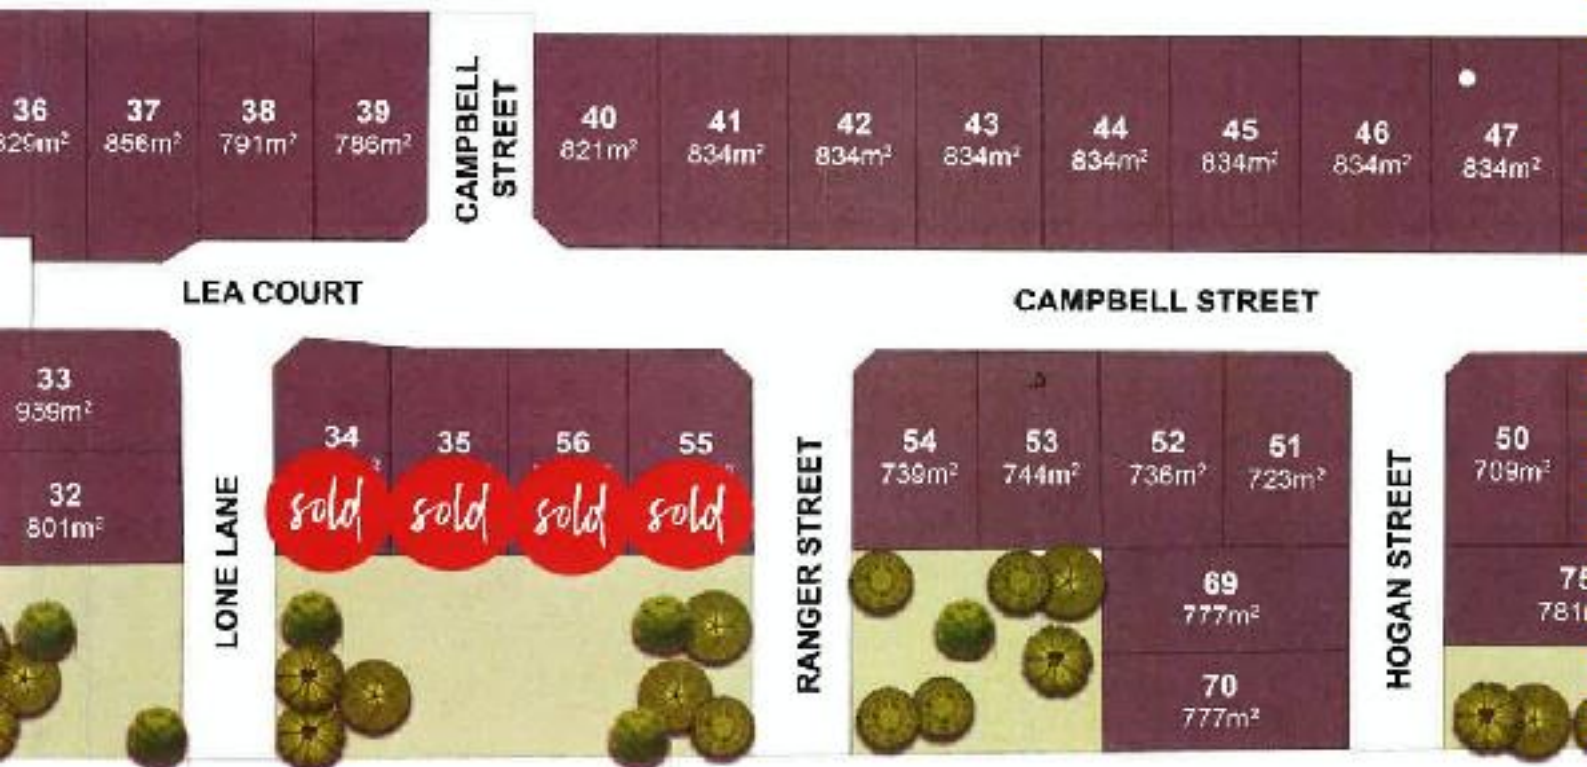 36
829m²
37
856m²
38
791m²
39
786m²
CAMPBELL
STREET
40
821m²
41
834m²
42
834m²
43
834m²
44
834m²
45
834m²
46
834m²
47
834m²
LEA COURT
CAMPBELL STREET
33
939m²
32
801m²
LONE LANE
34
sold
35
sold
56
sold
55
sold
RANGER STREET
54
739m²
53
744m²
52
736m²
51
723m²
69
777m²
70
777m²
HOGAN STREET
50
709m²